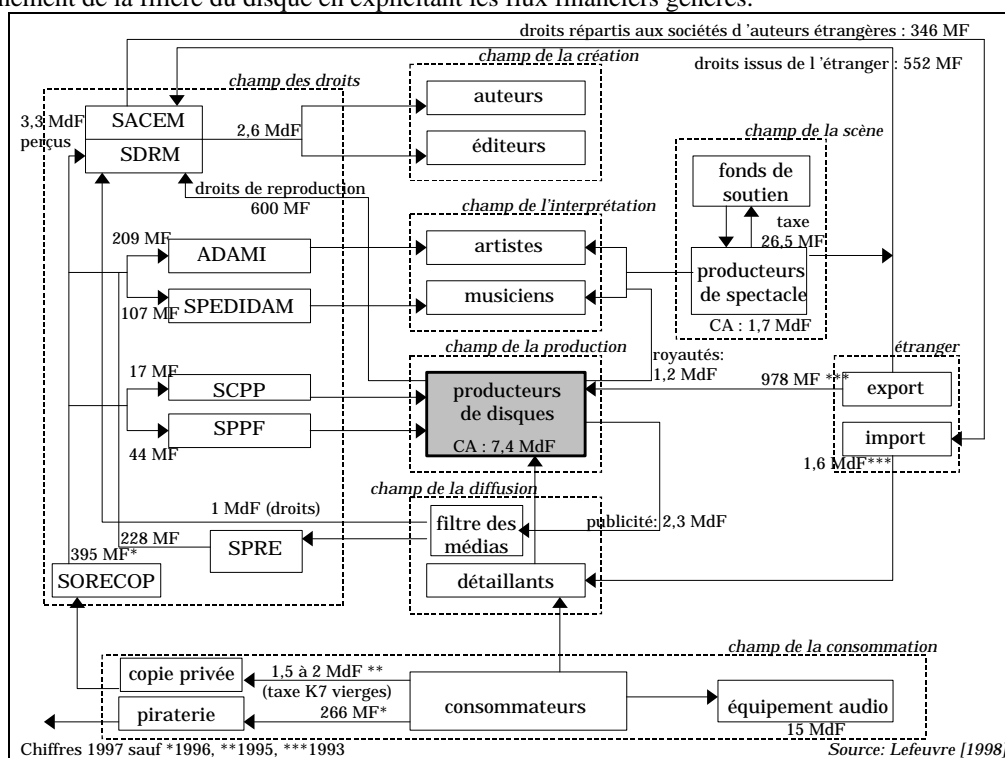 nement de la filière du disque en explicitant les flux financiers générés.
droits répartis aux sociétés d 'auteurs étrangères : 346 MF
champ de la création
droits issus de l 'étranger : 552 MF
champ des droits
auteurs
3,3 MdF
perçus
SACEM
2,6 MdF
SDRM
éditeurs
champ de la scène
fonds de
soutien
droits de reproduction
600 MF
champ de l'interprétation
taxe
26,5 MF
209 MF
ADAMI
artistes
producteurs
de spectacle
107 MF
SPEDIDAM
musiciens
CA : 1,7 MdF
champ de la production
royautés:
1,2 MdF
étranger
17 MF
SCPP
producteurs
de disques
978 MF ***
export
SPPF
CA : 7,4 MdF
import
44 MF
1,6 MdF***
champ de la diffusion
1 MdF (droits)
filtre des
médias
publicité: 2,3 MdF
228 MF
SPRE
395 MF*
SORECOP
détaillants
champ de la consommation
copie privée
1,5 à 2 MdF **
(taxe K7 vierges)
consommateurs
équipement audio
piraterie
266 MF*
15 MdF
Chiffres 1997 sauf *1996, **1995, ***1993
Source: Lefeuvre [1998]